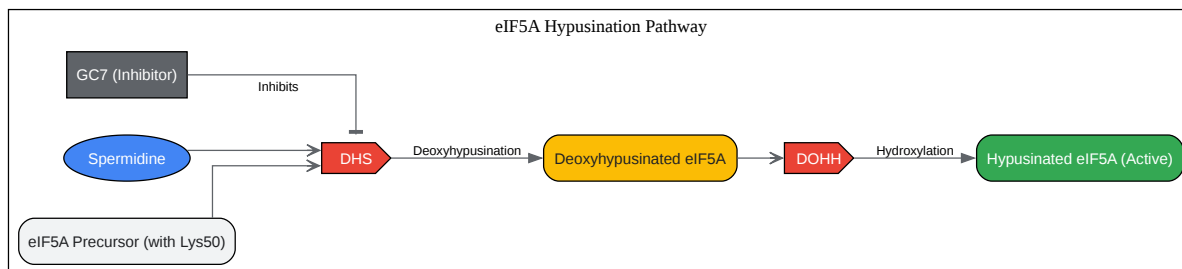 eIF5A Hypusination Pathway
GC7 (Inhibitor)
Inhibits
Spermidine
DHS
Deoxyhypusination
Deoxyhypusinated eIF5A
DOHH
Hydroxylation
Hypusinated eIF5A (Active)
eIF5A Precursor (with Lys50)